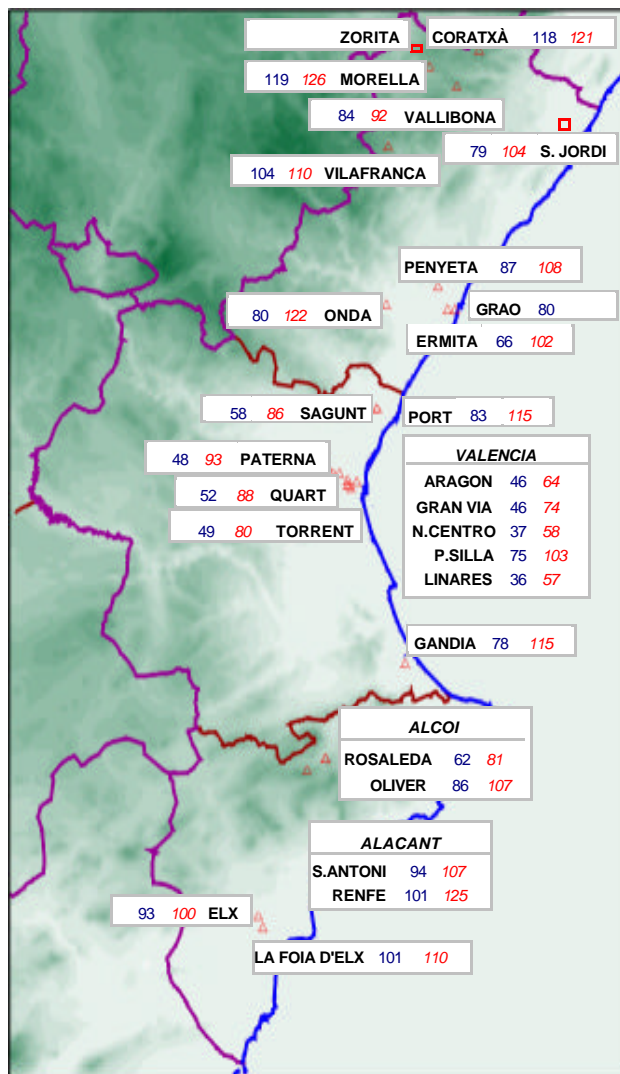 ZORITA
CORATXÀ 118 121
119 126 MORELLA
84 92 VALLIBONA
79 104 S. JORDI
104 110 VILAFRANCA
PENYETA 87 108
80 122 ONDA
GRAO 80
ERMITA 66 102
58 86 SAGUNT
PORT 83 115
48 93 PATERNA
52 88 QUART
49 80 TORRENT
VALENCIA
ARAGON 46 64
GRAN VIA 46 74
N.CENTRO 37 58
P.SILLA 75 103
LINARES 36 57
GANDIA 78 115
ALCOI
ROSALEDA 62 81
OLIVER 86 107
ALACANT
S.ANTONI 94 107
RENFE 101 125
93 100 ELX
LA FOIA D'ELX 101 110